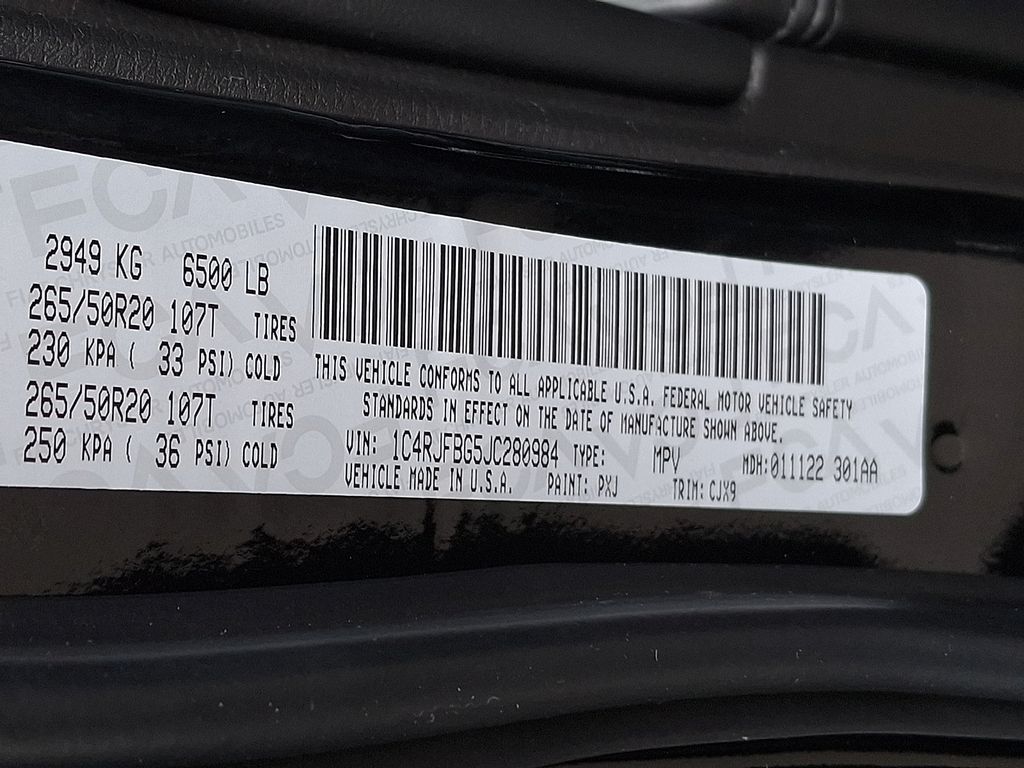 2949 KG 6500 LB
265/50R20 107T TIRES
230 KPA ( 33 PSI) COLD
265/50R20 107T TIRES
250 KPA ( 36 PSI) COLD
THIS VEHICLE CONFORMS TO ALL APPLICABLE U.S.A. FEDERAL MOTOR VEHICLE SAFETY
STANDARDS IN EFFECT ON THE DATE OF MANUFACTURE SHOWN ABOVE.
VIN: 1C4RJFBG5JC280984 TYPE: MPV MDH:011122 301AA
VEHICLE MADE IN U.S.A. PAINT: PXJ TRIM: CJX9